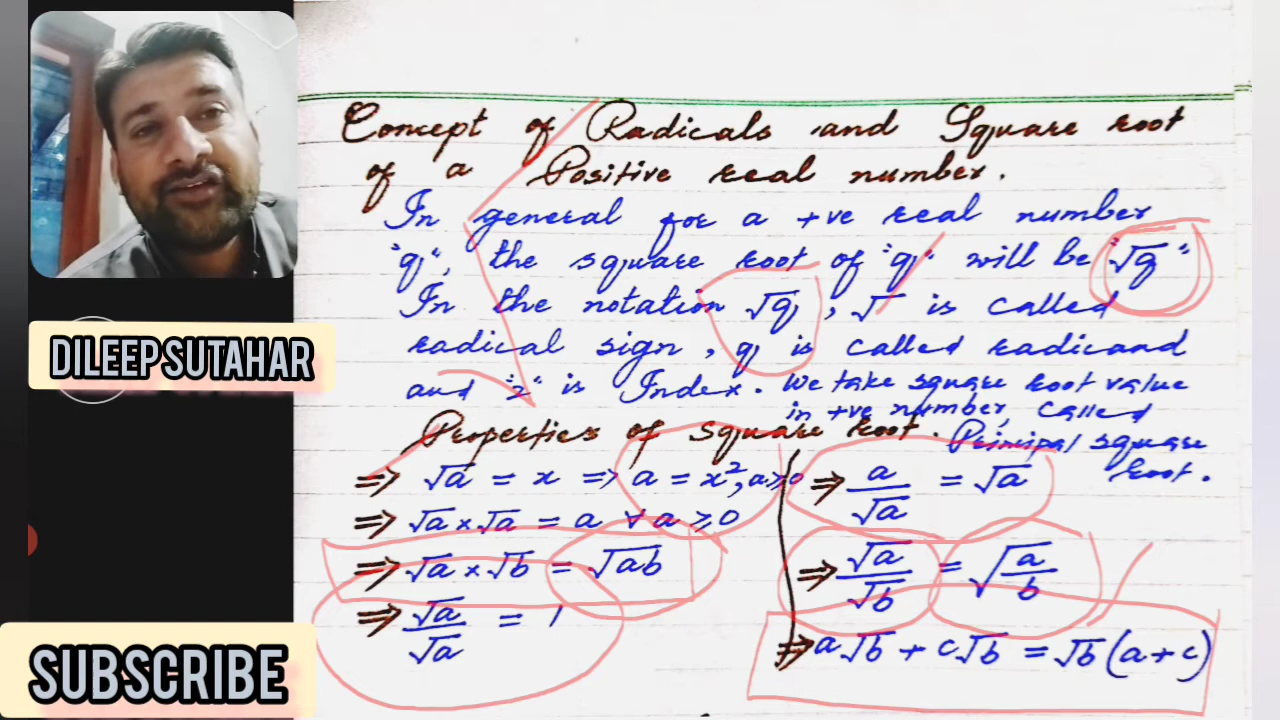 Concept of Radicals and Square root
of a Positive real number.
In general for a +ve real number
"q", the square root of "q" will be "√q"
In the notation √q, √ is called
radical sign, q is called radicand
and "2" is Index. We take square root value
in +ve number, called
Principal square
root.
Properties of square root.
⇒ √a = x ⇒ a = x², a ≥ 0
⇒ √a × √a = a ∀ a ≥ 0
⇒ √a × √b = √ab
⇒ √a/√a = 1
⇒ a/√a = √a
⇒ √a/√b = √(a/b)
⇒ a√b + c√b = √b (a+c)
DILEEP SUTAHAR
SUBSCRIBE